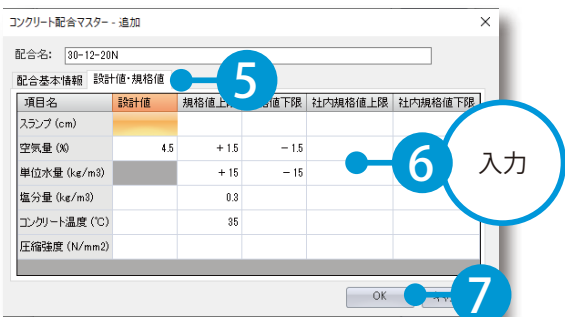 コンクリート配合マスター - 追加 ×
配合名: 30-12-20N
配合基本情報 設計値・規格値 5
項目名 設計値 規格値上限 規格値下限 社内規格値上限 社内規格値下限
スランプ (cm)
空気量 (%) 4.5 + 1.5 - 1.5
6 入力
単位水量 (kg/m3) + 15 - 15
塩分量 (kg/m3) 0.3
コンクリート温度 (℃) 35
圧縮強度 (N/mm2)
OK 7